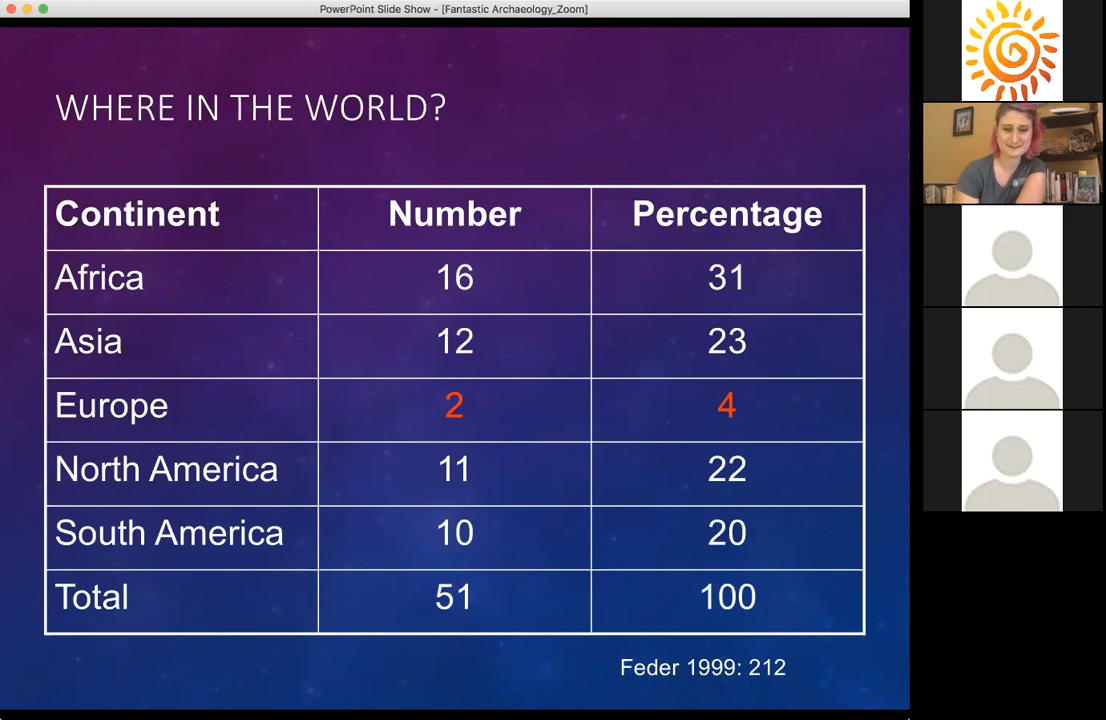 PowerPoint Slide Show - [Fantastic Archaeology_Zoom]
WHERE IN THE WORLD?
Continent Number Percentage
Africa 16 31
Asia 12 23
Europe 2 4
North America 11 22
South America 10 20
Total 51 100
Feder 1999: 212